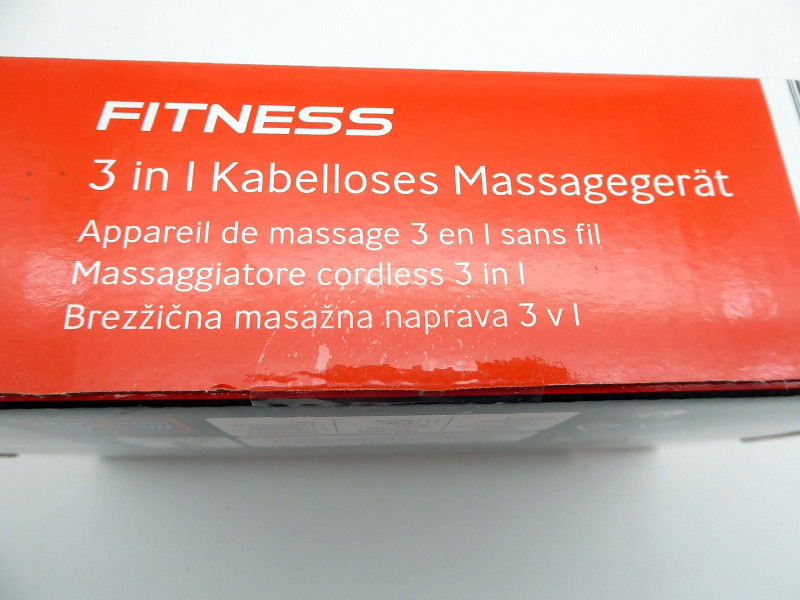 FITNESS
3 in 1 Kabelloses Massagegerät
Appareil de massage 3 en 1 sans fil
Massaggiatore cordless 3 in 1
Brezžična masažna naprava 3 v 1